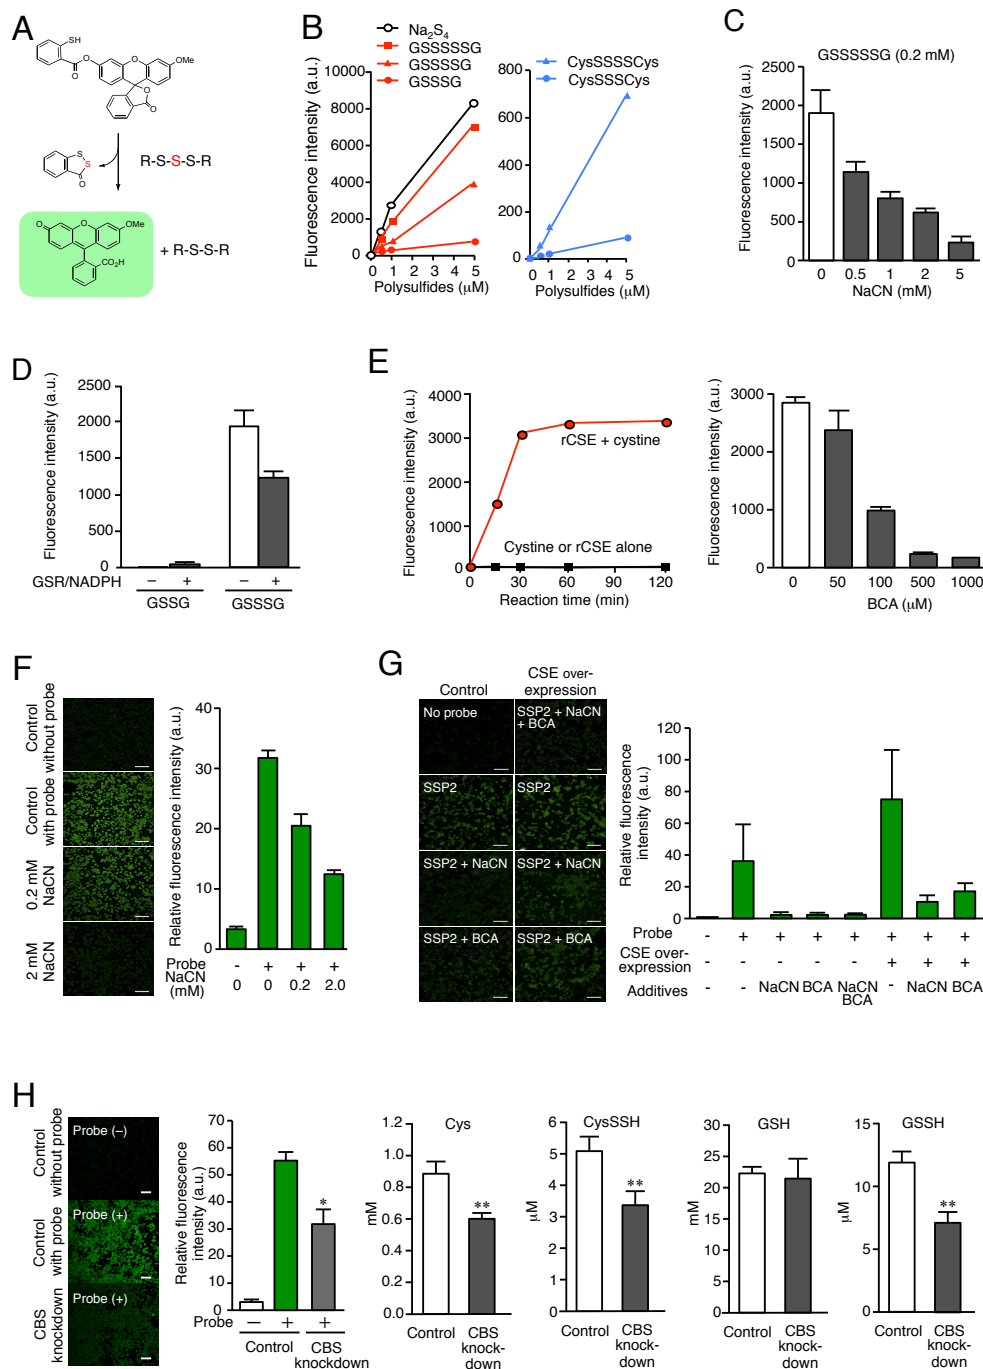 A
SH
O
O
O
O
OMe
O
O
S
S
O
R-S-S-S-R
O
O
OMe
CO₂H
+ R-S-S-R
B
Na₂S₄
GSSSSSG
GSSSSG
GSSSG
CysSSSSCys
CysSSSCys
Fluorescence intensity (a.u.)
10000
8000
6000
4000
2000
0
0 1 2 3 4 5
Polysulfides (μM)
800
600
400
200
0
0 1 2 3 4 5
Polysulfides (μM)
C
GSSSSSG (0.2 mM)
Fluorescence intensity (a.u.)
2500
2000
1500
1000
500
0
0 0.5 1 2 5
NaCN (mM)
D
Fluorescence intensity (a.u.)
2500
2000
1500
1000
500
0
GSR/NADPH – + – +
GSSG GSSSG
E
Fluorescence intensity (a.u.)
4000
3000
2000
1000
0
rCSE + cystine
Cystine or rCSE alone
0 30 60 90 120
Reaction time (min)
Fluorescence intensity (a.u.)
3000
2000
1000
0
0 50 100 500 1000
BCA (μM)
F
Control without probe
Control with probe
0.2 mM NaCN
2 mM NaCN
Relative fluorescence intensity (a.u.)
40
30
20
10
0
Probe - + + +
NaCN (mM) 0 0 0.2 2.0
G
Control
CSE over-expression
No probe
SSP2 + NaCN + BCA
SSP2
SSP2
SSP2 + NaCN
SSP2 + NaCN
SSP2 + BCA
SSP2 + BCA
Relative fluorescence intensity (a.u.)
120
100
80
60
40
20
0
Probe - + + + + + + +
CSE over-expression - - - - - + + +
Additives - - NaCN BCA NaCN BCA - NaCN BCA
H
Control without probe
Control with probe
CBS knockdown
Probe (–)
Probe (+)
Probe (+)
Relative fluorescence intensity (a.u.)
70
60
50
40
30
20
10
0
*
Probe – + +
Control CBS knockdown
Cys
mM
1.2
1.0
0.8
0.6
0.4
0.2
0.0
**
Control CBS knock-down
CysSSH
μM
6
5
4
3
2
1
0
**
Control CBS knock-down
GSH
mM
30
25
20
15
10
5
0
Control CBS knock-down
GSSH
μM
15
10
5
0
**
Control CBS knock-down